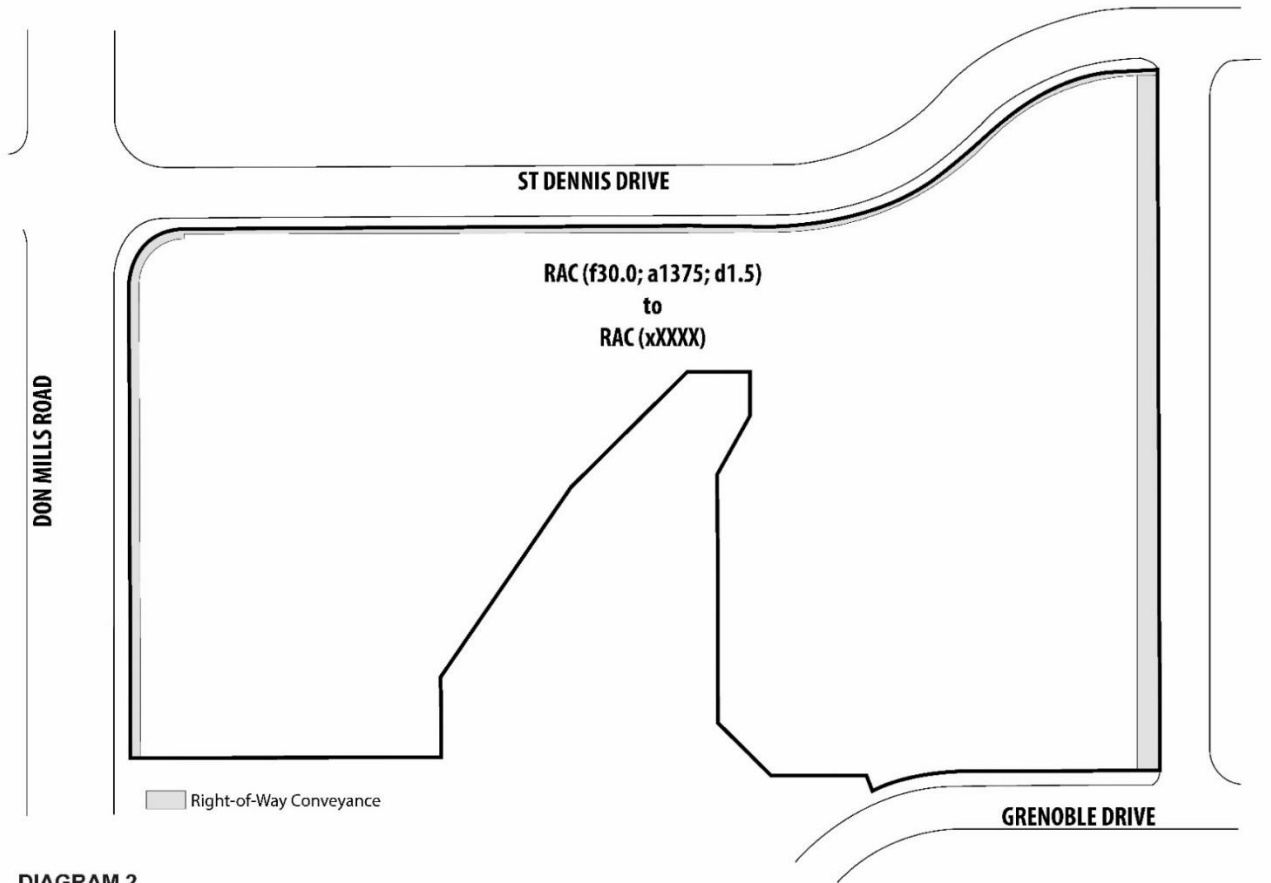 ST DENNIS DRIVE
RAC (f30.0; a1375; d1.5)
to
RAC (xXXXX)
DON MILLS ROAD
Right-of-Way Conveyance
GRENOBLE DRIVE
DIAGRAM 2